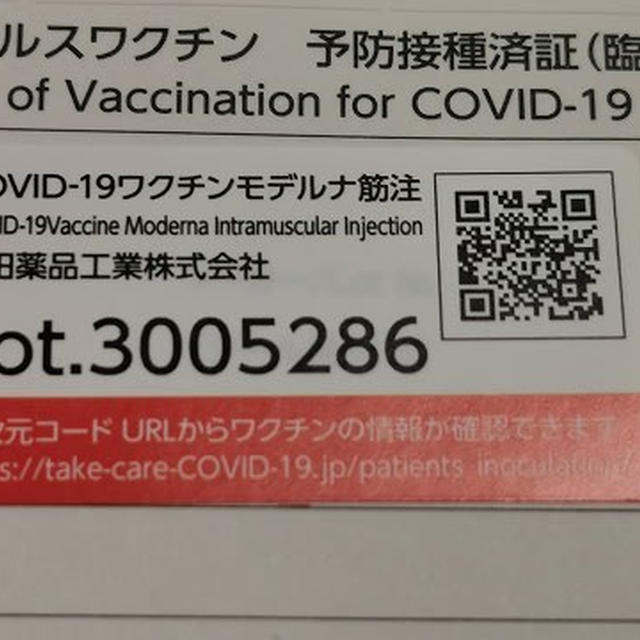 ルスワクチン 予防接種済証(臨
of Vaccination for COVID-19
OVID-19ワクチンモデルナ筋注
ID-19Vaccine Moderna Intramuscular Injection
田薬品工業株式会社
ot.3005286
次元コード URLからワクチンの情報が確認できます
s://take-care-COVID-19.jp/patients_inoculation/